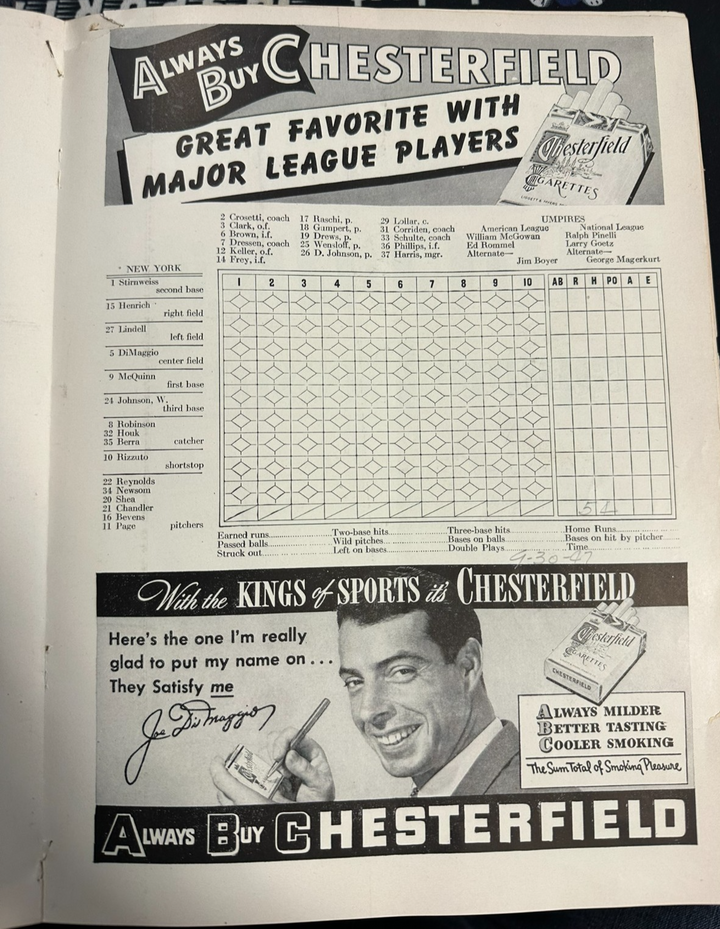 ALWAYS BUY CHESTERFIELD
GREAT FAVORITE WITH
MAJOR LEAGUE PLAYERS
Chesterfield
CIGARETTES
2 Crosetti, coach
3 Clark, o.f.
6 Brown, i.f.
7 Dressen, coach
12 Keller, o.f.
14 Frey, i.f.
17 Raschi, p.
18 Gumpert, p.
19 Drews, p.
25 Wensloff, p.
26 D. Johnson, p.
29 Lollar, c.
31 Corriden, coach
33 Schulte, coach
36 Phillips, i.f.
37 Harris, mgr.
UMPIRES
American League
William McGowan
Ed Rommel
Alternate—
Jim Boyer
National League
Ralph Pinelli
Larry Goetz
Alternate—
George Magerkurt
NEW YORK
1 2 3 4 5 6 7 8 9 10 AB R H PO A E
1 Stirnweiss
second base
15 Henrich
right field
27 Lindell
left field
5 DiMaggio
center field
9 McQuinn
first base
24 Johnson, W.
third base
8 Robinson
32 Houk
35 Berra catcher
10 Rizzuto
shortstop
22 Reynolds
34 Newsom
20 Shea
21 Chandler
16 Bevens
11 Page pitchers
5 4
Earned runs Two-base hits Three-base hits Home Runs
Passed balls Wild pitches Bases on balls Bases on hit by pitcher
Struck out Left on bases Double Plays Time
9-30-47
With the KINGS of SPORTS it's CHESTERFIELD
Here's the one I'm really
glad to put my name on...
They Satisfy me
Joe DiMaggio
Chesterfield
CIGARETTES
CHESTERFIELD
ALWAYS MILDER
BETTER TASTING
COOLER SMOKING
The Sum Total of Smoking Pleasure
ALWAYS BUY CHESTERFIELD